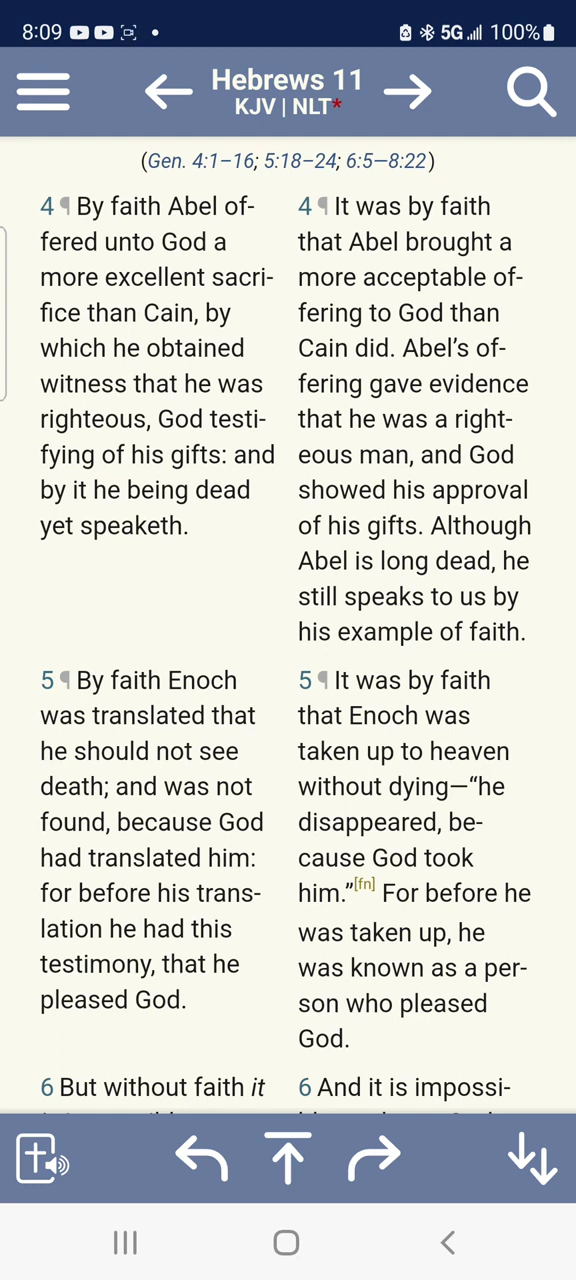 8:09
5G 100%
Hebrews 11
KJV | NLT*
(Gen. 4:1–16; 5:18–24; 6:5–8:22)
4 ¶ By faith Abel of-
fered unto God a
more excellent sacri-
fice than Cain, by
which he obtained
witness that he was
righteous, God testi-
fying of his gifts: and
by it he being dead
yet speaketh.
4 ¶ It was by faith
that Abel brought a
more acceptable of-
fering to God than
Cain did. Abel’s of-
fering gave evidence
that he was a right-
eous man, and God
showed his approval
of his gifts. Although
Abel is long dead, he
still speaks to us by
his example of faith.
5 ¶ By faith Enoch
was translated that
he should not see
death; and was not
found, because God
had translated him:
for before his trans-
lation he had this
testimony, that he
pleased God.
5 ¶ It was by faith
that Enoch was
taken up to heaven
without dying—“he
disappeared, be-
cause God took
him.”[fn] For before he
was taken up, he
was known as a per-
son who pleased
God.
6 But without faith it
6 And it is impossi-